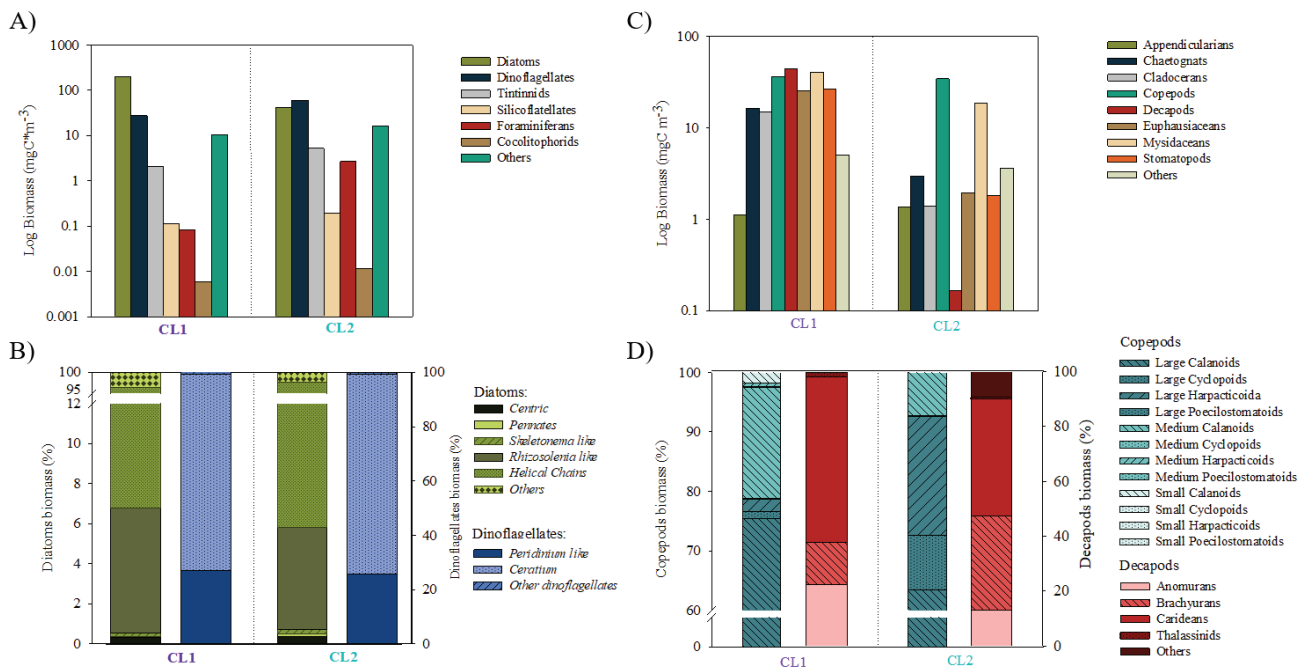 A)
1000
100
10
1
0.1
0.01
0.001
Log Biomass (mgC*m-3)
CL1
CL2
Diatoms
Dinoflagellates
Tintinnids
Silicoflatellates
Foraminiferans
Cocolitophorids
Others
C)
100
10
1
0.1
Log Biomass (mgC m-3)
CL1
CL2
Appendicularians
Chaetognats
Cladocerans
Copepods
Decapods
Euphausiaceans
Mysidaceans
Stomatopods
Others
B)
100
95
12
10
8
6
4
2
0
Diatoms biomass (%)
CL1
CL2
100
80
60
40
20
0
Dinoflagellates biomass (%)
Diatoms:
Centric
Pennates
Skeletonema like
Rhizosolenia like
Helical Chains
Others
Dinoflagellates:
Peridinium like
Ceratium
Other dinoflagellates
D)
100
90
80
70
60
0
Copepods biomass (%)
CL1
CL2
100
80
60
40
20
0
Decapods biomass (%)
Copepods
Large Calanoids
Large Cyclopoids
Large Harpacticoida
Large Poecilostomatoids
Medium Calanoids
Medium Cyclopoids
Medium Harpacticoids
Medium Poecilostomatoids
Small Calanoids
Small Cyclopoids
Small Harpacticoids
Small Poecilostomatoids
Decapods
Anomurans
Brachyurans
Carideans
Thalassinids
Others